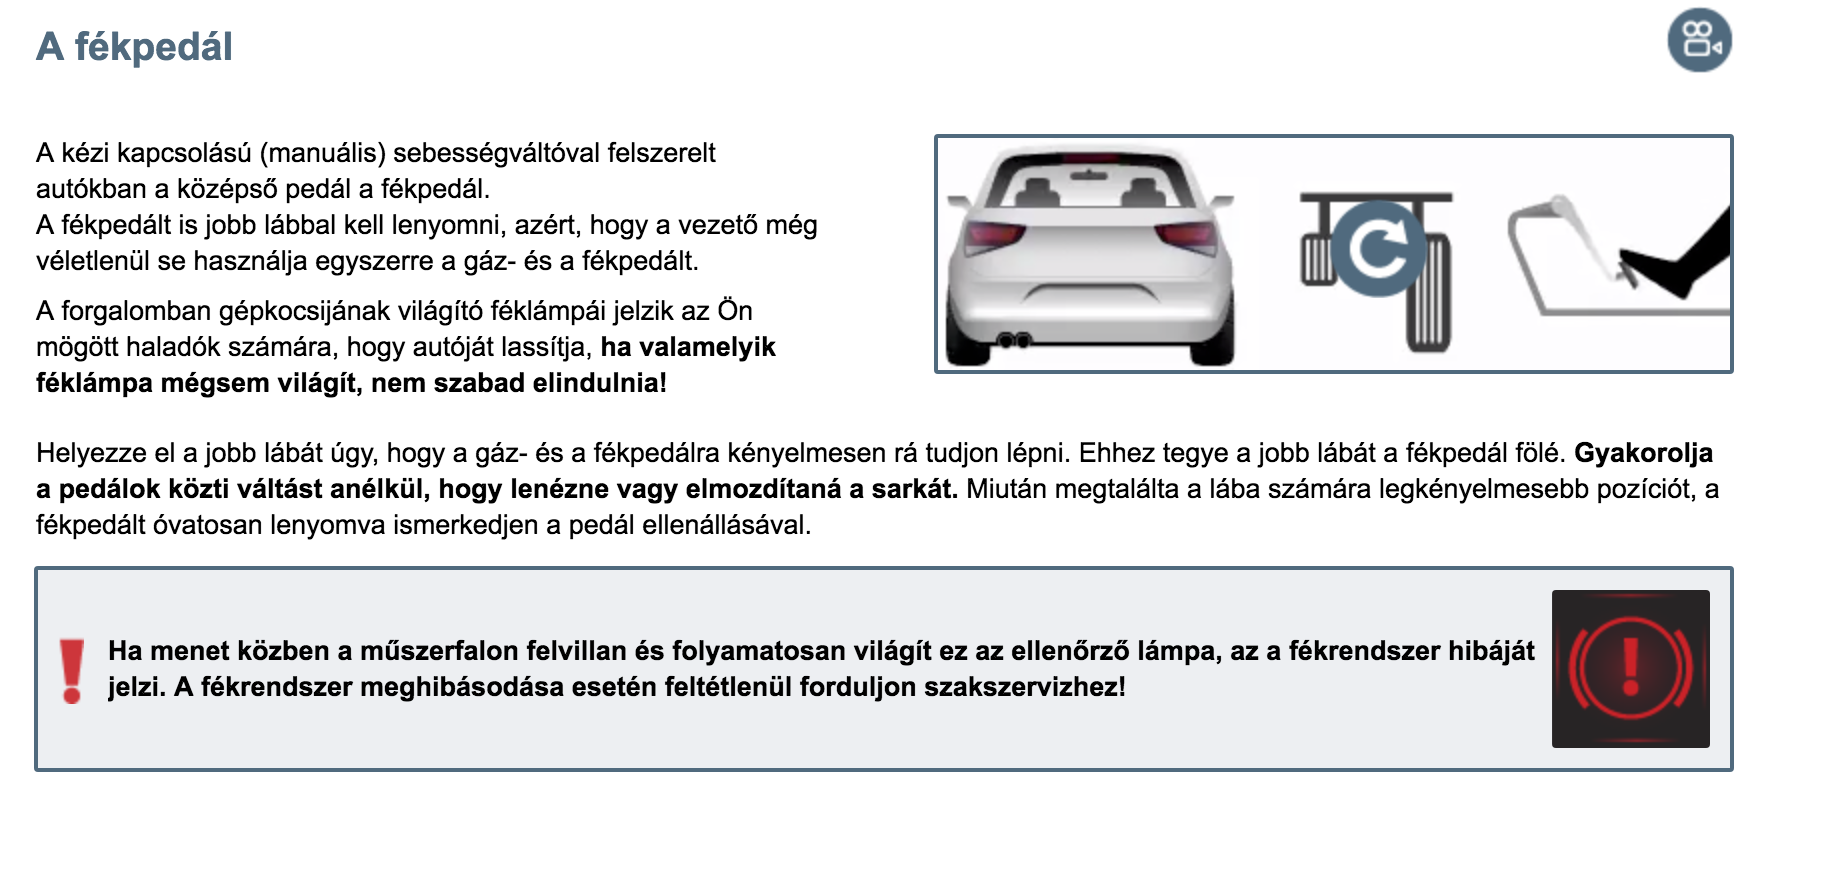 A fékpedál
A kézi kapcsolású (manuális) sebességváltóval felszerelt
autókban a középső pedál a fékpedál.
A fékpedált is jobb lábbal kell lenyomni, azért, hogy a vezető még
véletlenül se használja egyszerre a gáz- és a fékpedált.
A forgalomban gépkocsijának világító féklámpái jelzik az Ön
mögött haladók számára, hogy autóját lassítja, ha valamelyik
féklámpa mégsem világít, nem szabad elindulnia!
Helyezze el a jobb lábát úgy, hogy a gáz- és a fékpedálra kényelmesen rá tudjon lépni. Ehhez tegye a jobb lábát a fékpedál fölé. Gyakorolja
a pedálok közti váltást anélkül, hogy lenézne vagy elmozdítaná a sarkát. Miután megtalálta a lába számára legkényelmesebb pozíciót, a
fékpedált óvatosan lenyomva ismerkedjen a pedál ellenállásával.
Ha menet közben a műszerfalon felvillan és folyamatosan világít ez az ellenőrző lámpa, az a fékrendszer hibáját
jelzi. A fékrendszer meghibásodása esetén feltétlenül forduljon szakszervizhez!